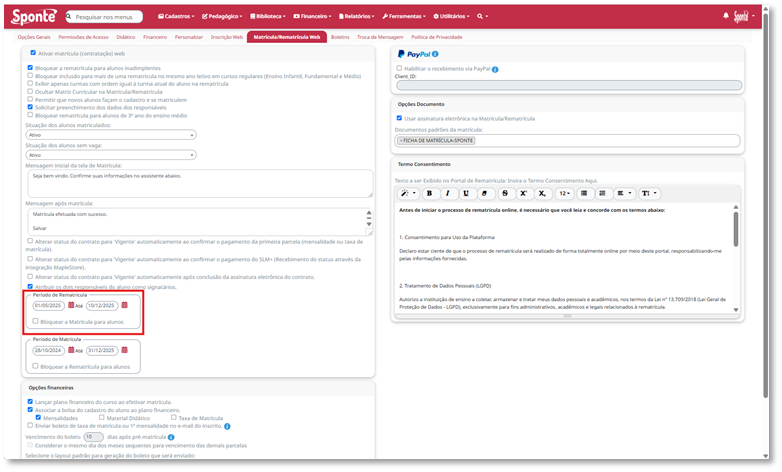 Sponte
Pesquisar nos menus
Cadastros
Pedagógico
Biblioteca
Financeiro
Relatórios
Ferramentas
Utilitários
Sponte
Opções Gerais
Permissões de Acesso
Didático
Financeiro
Personalizar
Inscrição Web
Matrícula/Rematrícula Web
Boletins
Troca de Mensagem
Política de Privacidade
Ativar matrícula (contratação) web
Bloquear a rematrícula para alunos inadimplentes
Bloquear inclusão para mais de uma rematrícula no mesmo ano letivo em cursos regulares (Ensino Infantil, Fundamental e Médio)
Exibir apenas turmas com ordem igual à turma atual do aluno na rematrícula
Ocultar Matriz Curricular na Matrícula/Rematrícula
Permitir que novos alunos façam o cadastro e se matriculem
Solicitar preenchimento dos dados dos responsáveis
Bloquear rematrícula para alunos de 3º ano do ensino médio
Situação dos alunos matriculados:
Ativo
Situação dos alunos sem vaga:
Ativo
Mensagem inicial da tela de Matrícula:
Seja bem vindo. Confirme suas informações no assistente abaixo.
Mensagem após matrícula:
Matrícula efetuada com sucesso.
Salvar
Alterar status do contrato para 'Vigente' automaticamente ao confirmar o pagamento da primeira parcela (mensalidade ou taxa de matrícula).
Alterar status do contrato para 'Vigente' automaticamente ao confirmar o pagamento do SLM+ (Recebimento do status através da integração MapleStore).
Alterar status do contrato para 'Vigente' automaticamente após conclusão da assinatura eletrônica do contrato.
Atribuir os dois responsáveis do aluno como signatários.
Período de Rematrícula
01/05/2025 Até 10/12/2025
Bloquear a Matrícula para alunos
Período de Matrícula
28/10/2024 Até 31/12/2025
Bloquear a Rematrícula para alunos
Opções financeiras
Lançar plano financeiro do curso ao efetivar matrícula.
Associar a bolsa do cadastro do aluno ao plano financeiro.
Mensalidades
Material Didático
Taxa de Matrícula
Enviar boleto de taxa de matrícula ou 1ª mensalidade no e-mail do inscrito.
Vencimento do boleto 10 dias após pré matrícula
Considerar o mesmo dia dos meses sequentes para vencimento das demais parcelas
Selecione o layout padrão para geração do boleto que será enviado:
PayPal
Habilitar o recebimento via PayPal
Client_ID:
Opções Documento
Usar assinatura eletrônica na Matrícula/Rematrícula
Documentos padrões da matrícula:
FICHA DE MATRÍCULA-SPONTE
Termo Consentimento
Texto a ser Exibido no Portal de Rematrícula: Insira o Termo Consentimento Aqui.
B I U S X² X₂ 12 T
Antes de iniciar o processo de rematrícula online, é necessário que você leia e concorde com os termos abaixo:
1. Consentimento para Uso da Plataforma
Declaro estar ciente de que o processo de rematrícula será realizado de forma totalmente online por meio deste portal, responsabilizando-me
pelas informações fornecidas.
2. Tratamento de Dados Pessoais (LGPD)
Autorizo a instituição de ensino a coletar, armazenar e tratar meus dados pessoais e acadêmicos, nos termos da Lei nº 13.709/2018 (Lei Geral de
Proteção de Dados - LGPD), exclusivamente para fins administrativos, acadêmicos e legais relacionados à rematrícula.